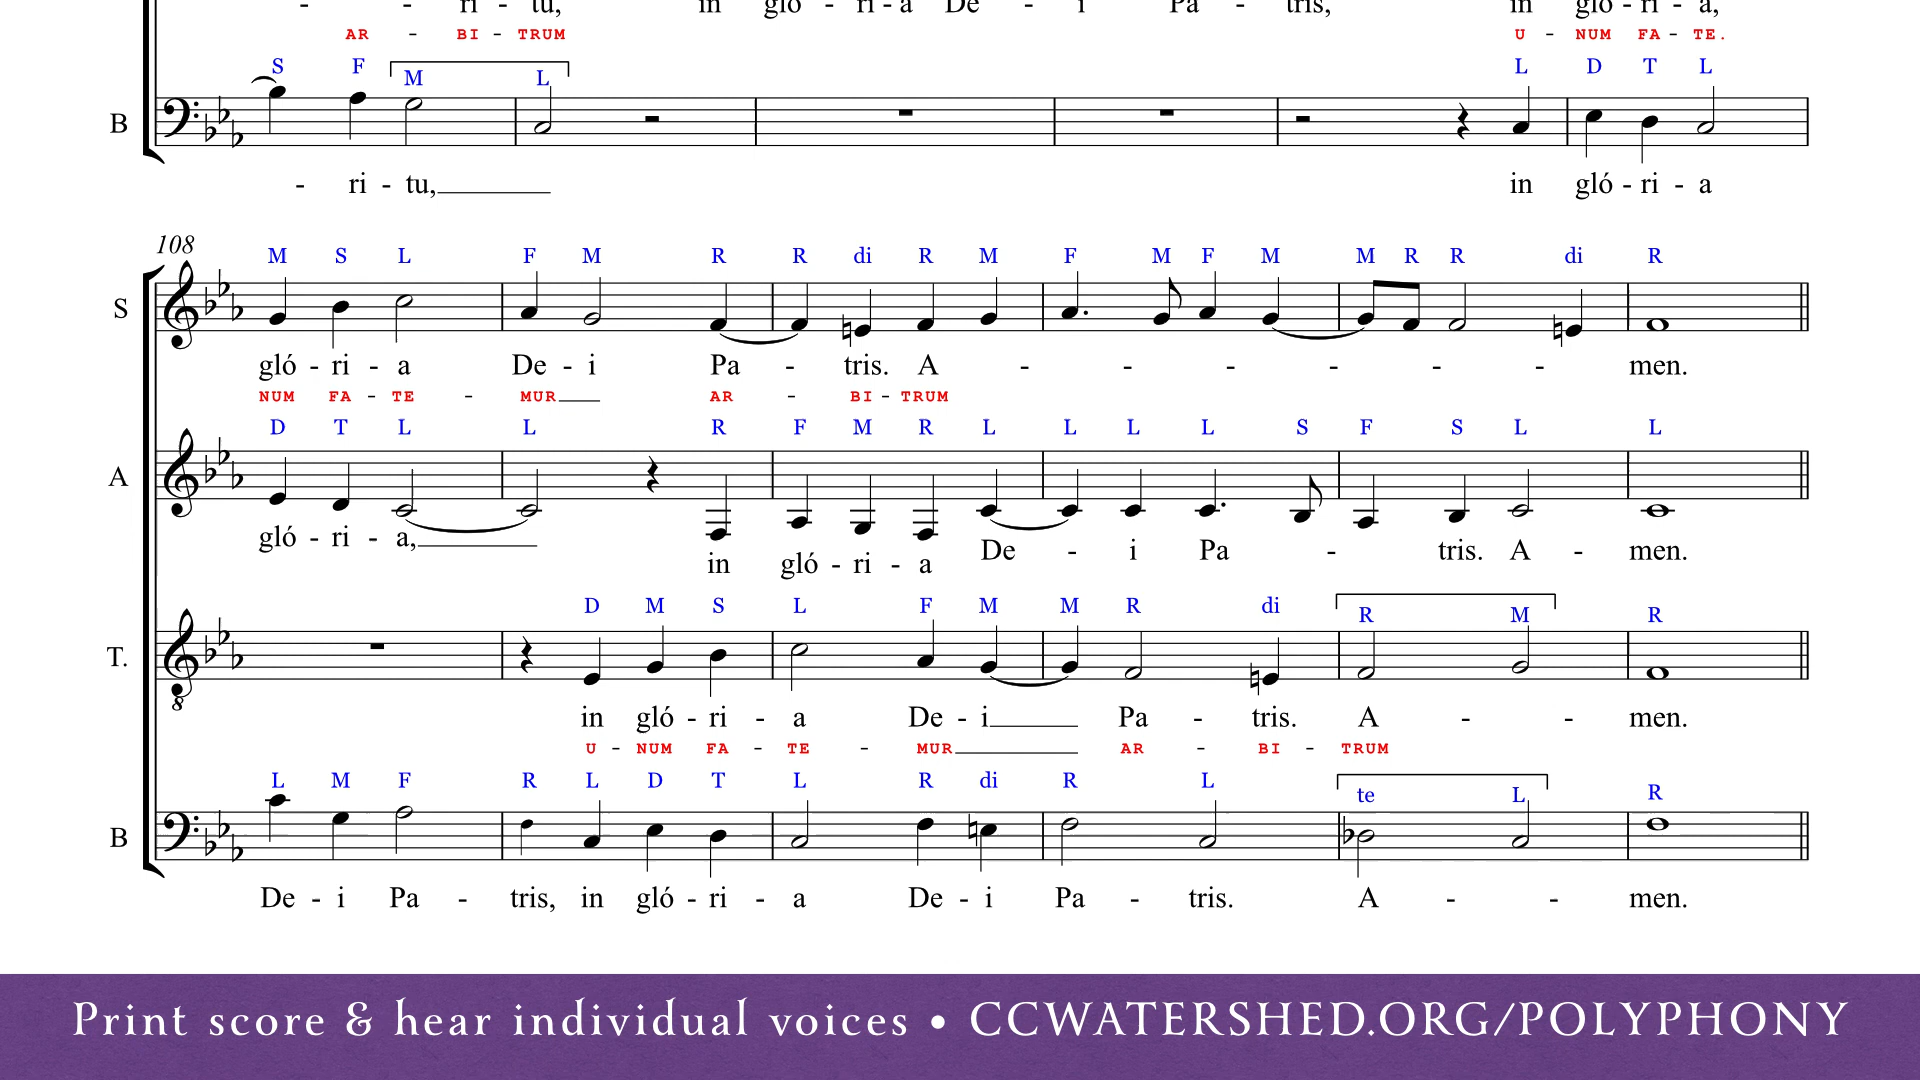 - - ri - tu, in gló - ri - a De - i Pa - tris, in gló - ri - a,
AR - BI - TRUM U - NUM FA - TE.
S F M L L D T L
B
- ri - tu, in gló - ri - a
108
M S L F M R R di R M F M F M M R R di R
S
gló - ri - a De - i Pa - tris. A - - - - - - men.
NUM FA - TE - MUR AR - BI - TRUM
D T L L R F M R L L L L S F S L L
A
gló - ri - a, in gló - ri - a De - i Pa - tris. A - men.
D M S L F M M R di R M R
T.
8
in gló - ri - a De - i Pa - tris. A - - men.
U - NUM FA - TE - MUR AR - BI - TRUM
L M F R L D T L R di R L te L R
B
De - i Pa - tris, in gló - ri - a De - i Pa - tris. A - - men.
Print score & hear individual voices • CCWATERSHED.ORG/POLYPHONY